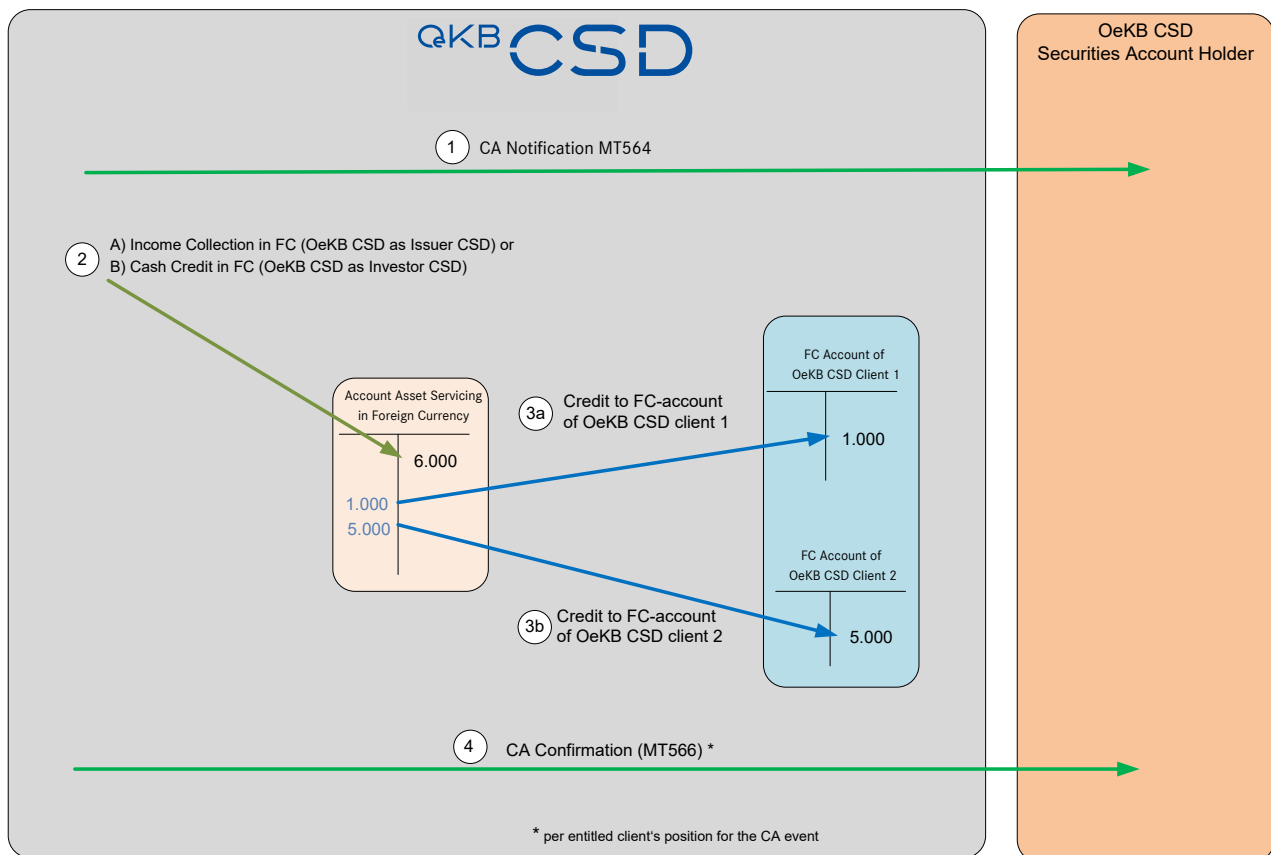 OeKB CSD
OeKB CSD
Securities Account Holder
1 CA Notification MT564
2
A) Income Collection in FC (OeKB CSD as Issuer CSD) or
B) Cash Credit in FC (OeKB CSD as Investor CSD)
Account Asset Servicing
in Foreign Currency
6.000
1.000
5.000
3a
Credit to FC-account
of OeKB CSD client 1
FC Account of
OeKB CSD Client 1
1.000
3b
Credit to FC-account
of OeKB CSD client 2
FC Account of
OeKB CSD Client 2
5.000
4 CA Confirmation (MT566) *
* per entitled client's position for the CA event